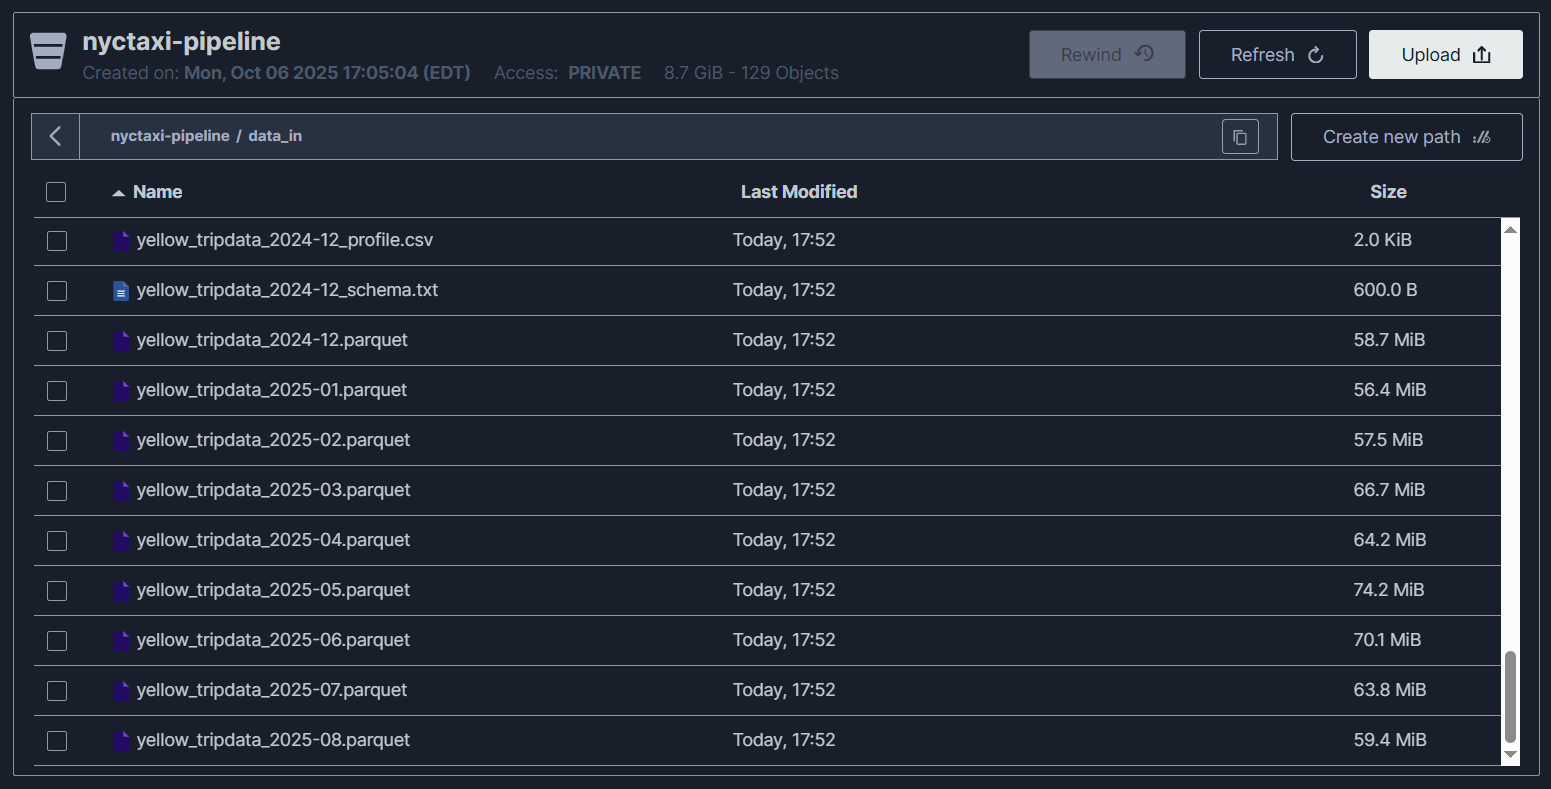 nyctaxi-pipeline
Created on: Mon, Oct 06 2025 17:05:04 (EDT) Access: PRIVATE 8.7 GiB - 129 Objects
Rewind Refresh Upload
nyctaxi-pipeline / data_in
Create new path
Name Last Modified Size
yellow_tripdata_2024-12_profile.csv Today, 17:52 2.0 KiB
yellow_tripdata_2024-12_schema.txt Today, 17:52 600.0 B
yellow_tripdata_2024-12.parquet Today, 17:52 58.7 MiB
yellow_tripdata_2025-01.parquet Today, 17:52 56.4 MiB
yellow_tripdata_2025-02.parquet Today, 17:52 57.5 MiB
yellow_tripdata_2025-03.parquet Today, 17:52 66.7 MiB
yellow_tripdata_2025-04.parquet Today, 17:52 64.2 MiB
yellow_tripdata_2025-05.parquet Today, 17:52 74.2 MiB
yellow_tripdata_2025-06.parquet Today, 17:52 70.1 MiB
yellow_tripdata_2025-07.parquet Today, 17:52 63.8 MiB
yellow_tripdata_2025-08.parquet Today, 17:52 59.4 MiB